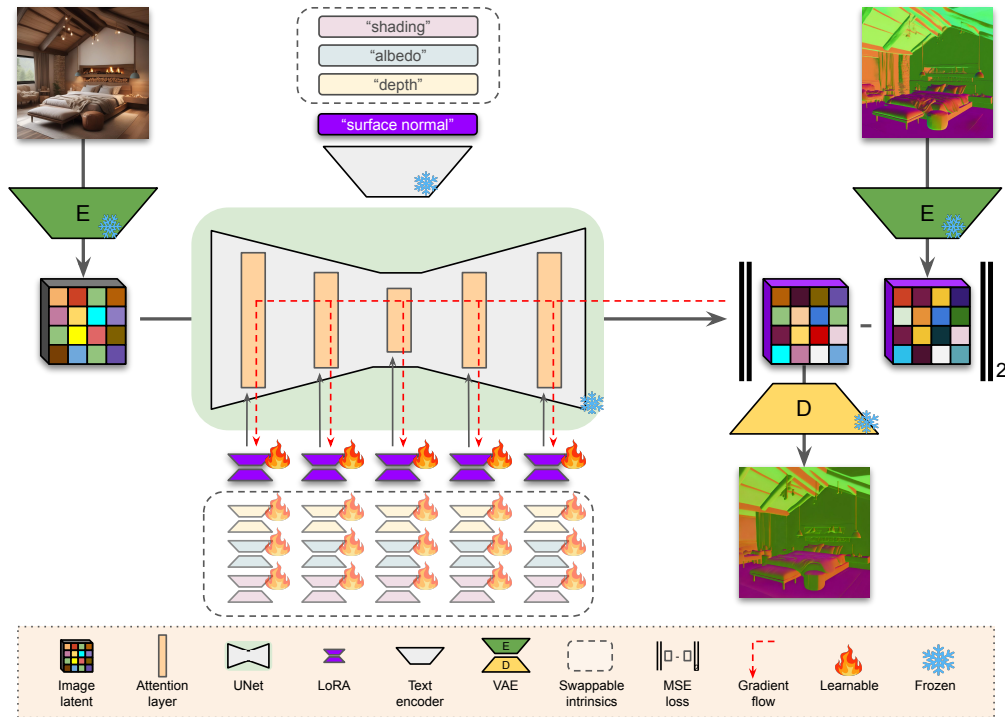 “shading”
“albedo”
“depth”
“surface normal”
E
E
-
2
D
E
D
Image
latent
Attention
layer
UNet
LoRA
Text
encoder
VAE
Swappable
intrinsics
MSE
loss
Gradient
flow
Learnable
Frozen